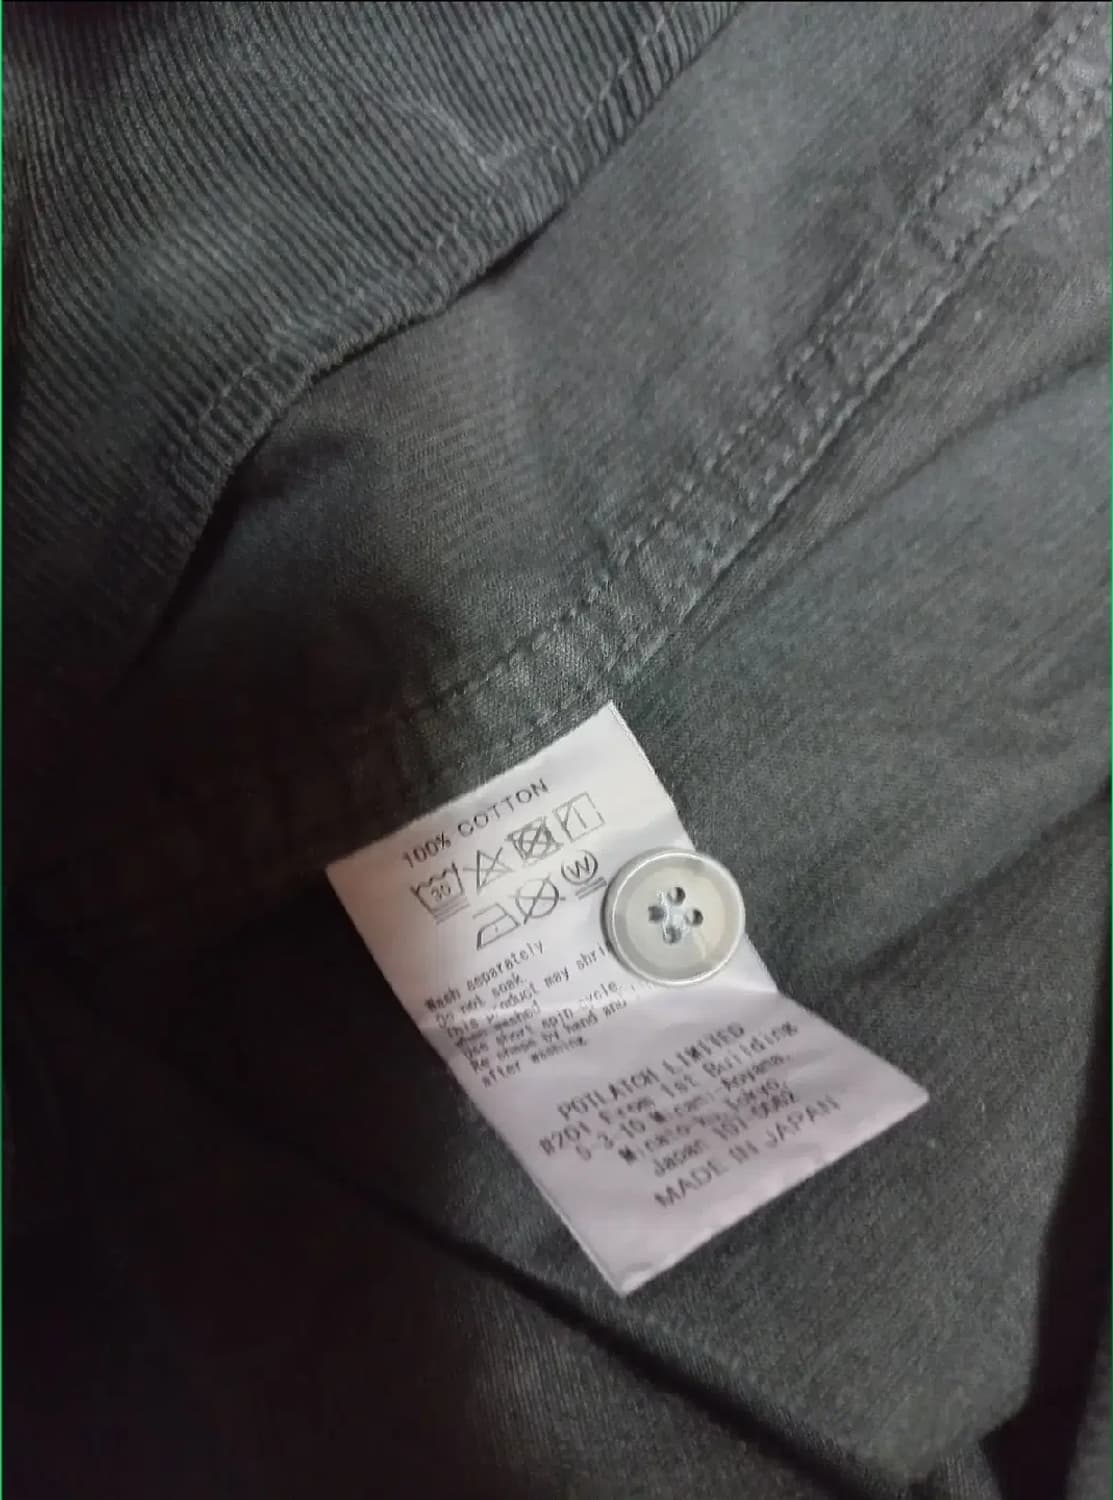 100% COTTON
30
W
Wash separately
Do not soak
This product may shri
when washed
Use short spin cycle
Re shape by hand and
after washing
POTLATCH LIMITED
#201 From 1st Building
5-3-10 Minami-Aoyama,
Minato-ku, Tokyo,
Japan 107-0062
MADE IN JAPAN